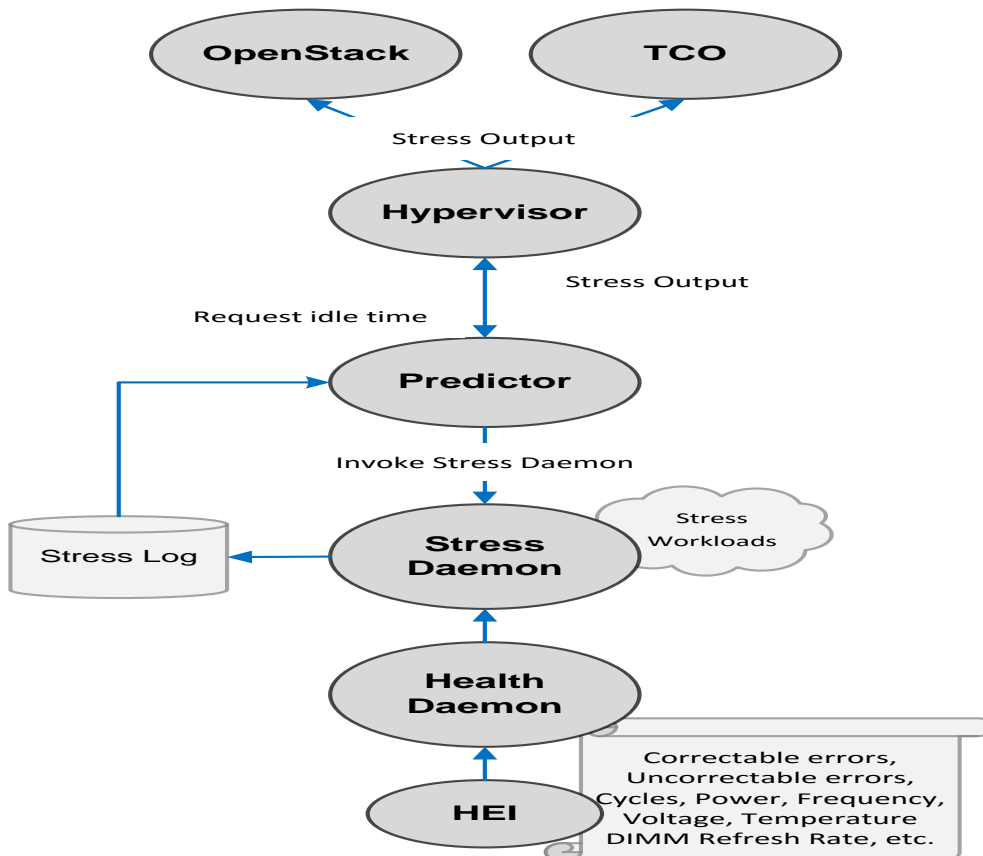 OpenStack
TCO
Stress Output
Hypervisor
Stress Output
Request idle time
Predictor
Invoke Stress Daemon
Stress
Workloads
Stress
Daemon
Stress Log
Health
Daemon
Correctable errors,
Uncorrectable errors,
Cycles, Power, Frequency,
Voltage, Temperature
DIMM Refresh Rate, etc.
HEI